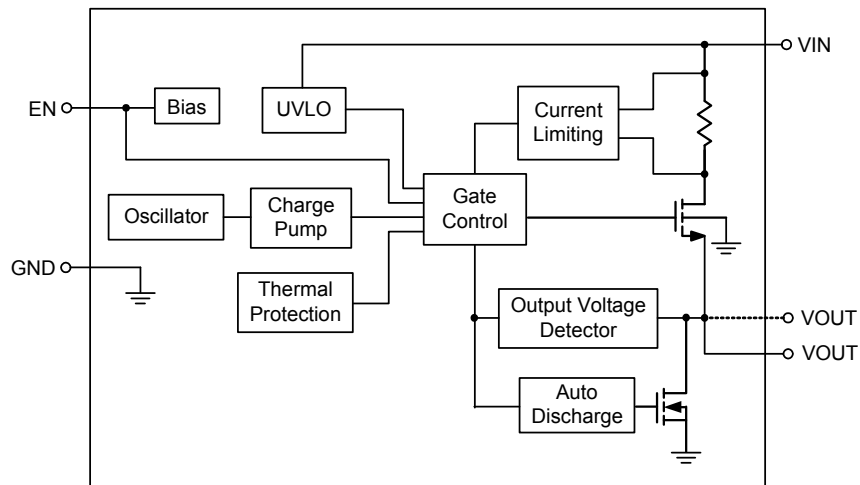 VIN
EN
Bias
UVLO
Current
Limiting
Oscillator
Charge
Pump
Gate
Control
GND
Thermal
Protection
Output Voltage
Detector
VOUT
VOUT
Auto
Discharge